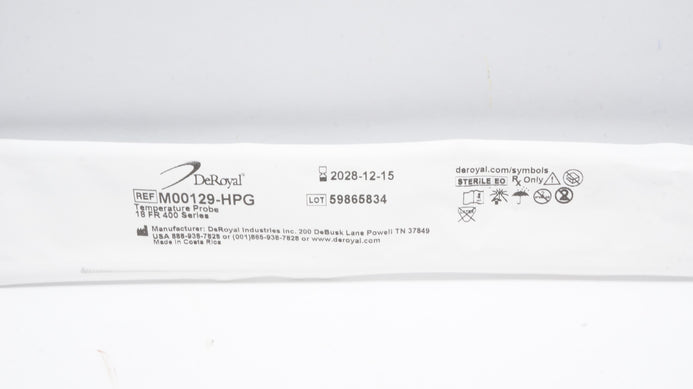 DeRoyal
REF M00129-HPG
Temperature Probe
18 FR 400 Series
Manufacturer: DeRoyal Industries Inc. 200 DeBusk Lane Powell TN 37849
USA 888-938-7828 or (001)865-938-7828 or www.deroyal.com
Made in Costa Rica
2028-12-15
LOT 59865834
deroyal.com/symbols
STERILE EO Rx Only